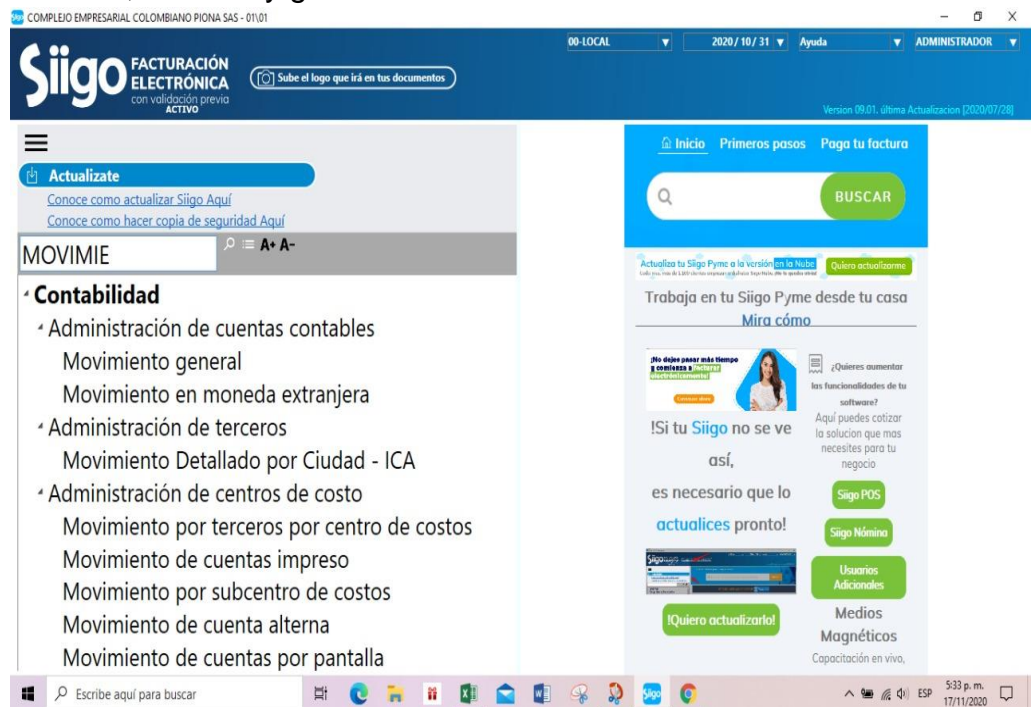 COMPLEJO EMPRESARIAL COLOMBIANO PIONA SAS - 01\01
00-LOCAL
2020/10/31
Ayuda
ADMINISTRADOR
Siigo
FACTURACIÓN
ELECTRÓNICA
con validación previa
ACTIVO
Sube el logo que irá en tus documentos
Version 09.01. última Actualizacion [2020/07/28]
Actualizate
Conoce como actualizar Siigo Aquí
Conoce como hacer copia de seguridad Aquí
MOVIMIE
A+ A-
Contabilidad
Administración de cuentas contables
Movimiento general
Movimiento en moneda extranjera
Administración de terceros
Movimiento Detallado por Ciudad - ICA
Administración de centros de costo
Movimiento por terceros por centro de costos
Movimiento de cuentas impreso
Movimiento por subcentro de costos
Movimiento de cuenta alterna
Movimiento de cuentas por pantalla
Inicio Primeros pasos Paga tu factura
BUSCAR
Actualiza tu Siigo Pyme a la versión en la Nube
Quiero actualizarme
Trabaja en tu Siigo Pyme desde tu casa
Mira cómo
¡No dejes pasar más tiempo
y comienza a facturar
electrónicamente!
!Si tu Siigo no se ve
así,
es necesario que lo
actualices pronto!
!Quiero actualizarlo!
¿Quieres aumentar
las funcionalidades de tu
software?
Aquí puedes cotizar
la solucion que mas
necesites para tu
negocio
Siigo POS
Siigo Nómina
Usuarios
Adicionales
Medios
Magnéticos
Capacitación en vivo,
Escribe aquí para buscar
Siigo
ESP
5:33 p. m.
17/11/2020